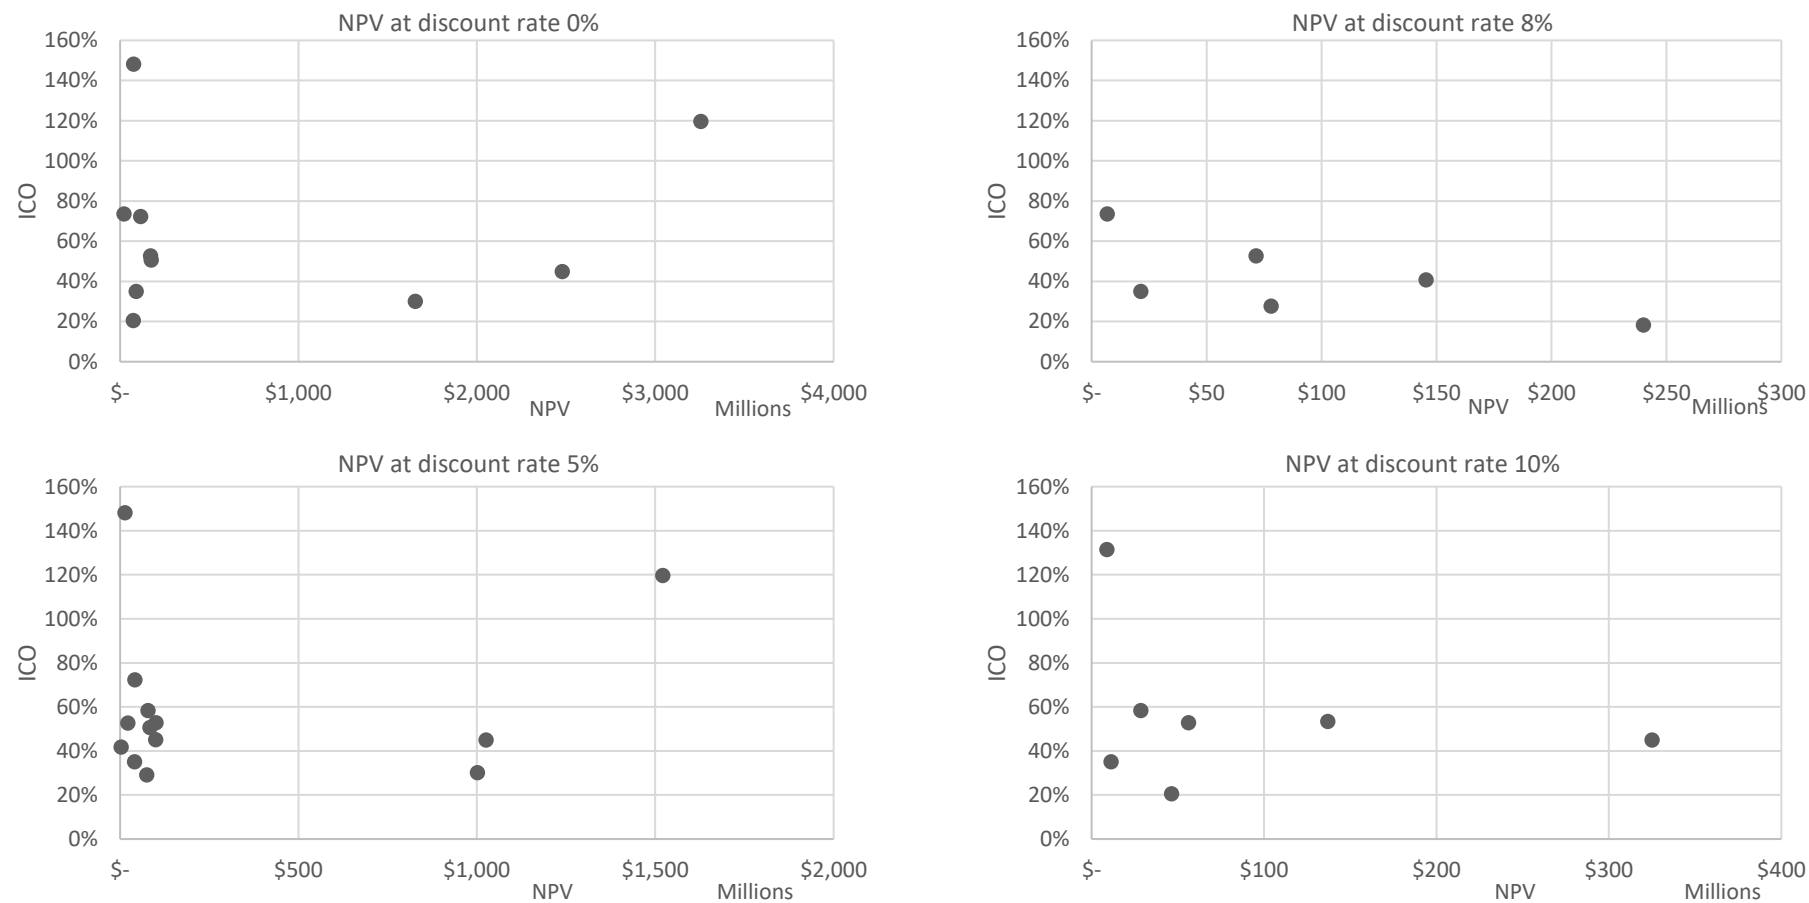 NPV at discount rate 0%
160%
140%
120%
100%
80%
60%
40%
20%
0%
ICO
$- $1,000 $2,000 $3,000 $4,000
NPV Millions
NPV at discount rate 8%
160%
140%
120%
100%
80%
60%
40%
20%
0%
ICO
$- $50 $100 $150 $200 $250 $300
NPV Millions
NPV at discount rate 5%
160%
140%
120%
100%
80%
60%
40%
20%
0%
ICO
$- $500 $1,000 $1,500 $2,000
NPV Millions
NPV at discount rate 10%
160%
140%
120%
100%
80%
60%
40%
20%
0%
ICO
$- $100 $200 $300 $400
NPV Millions